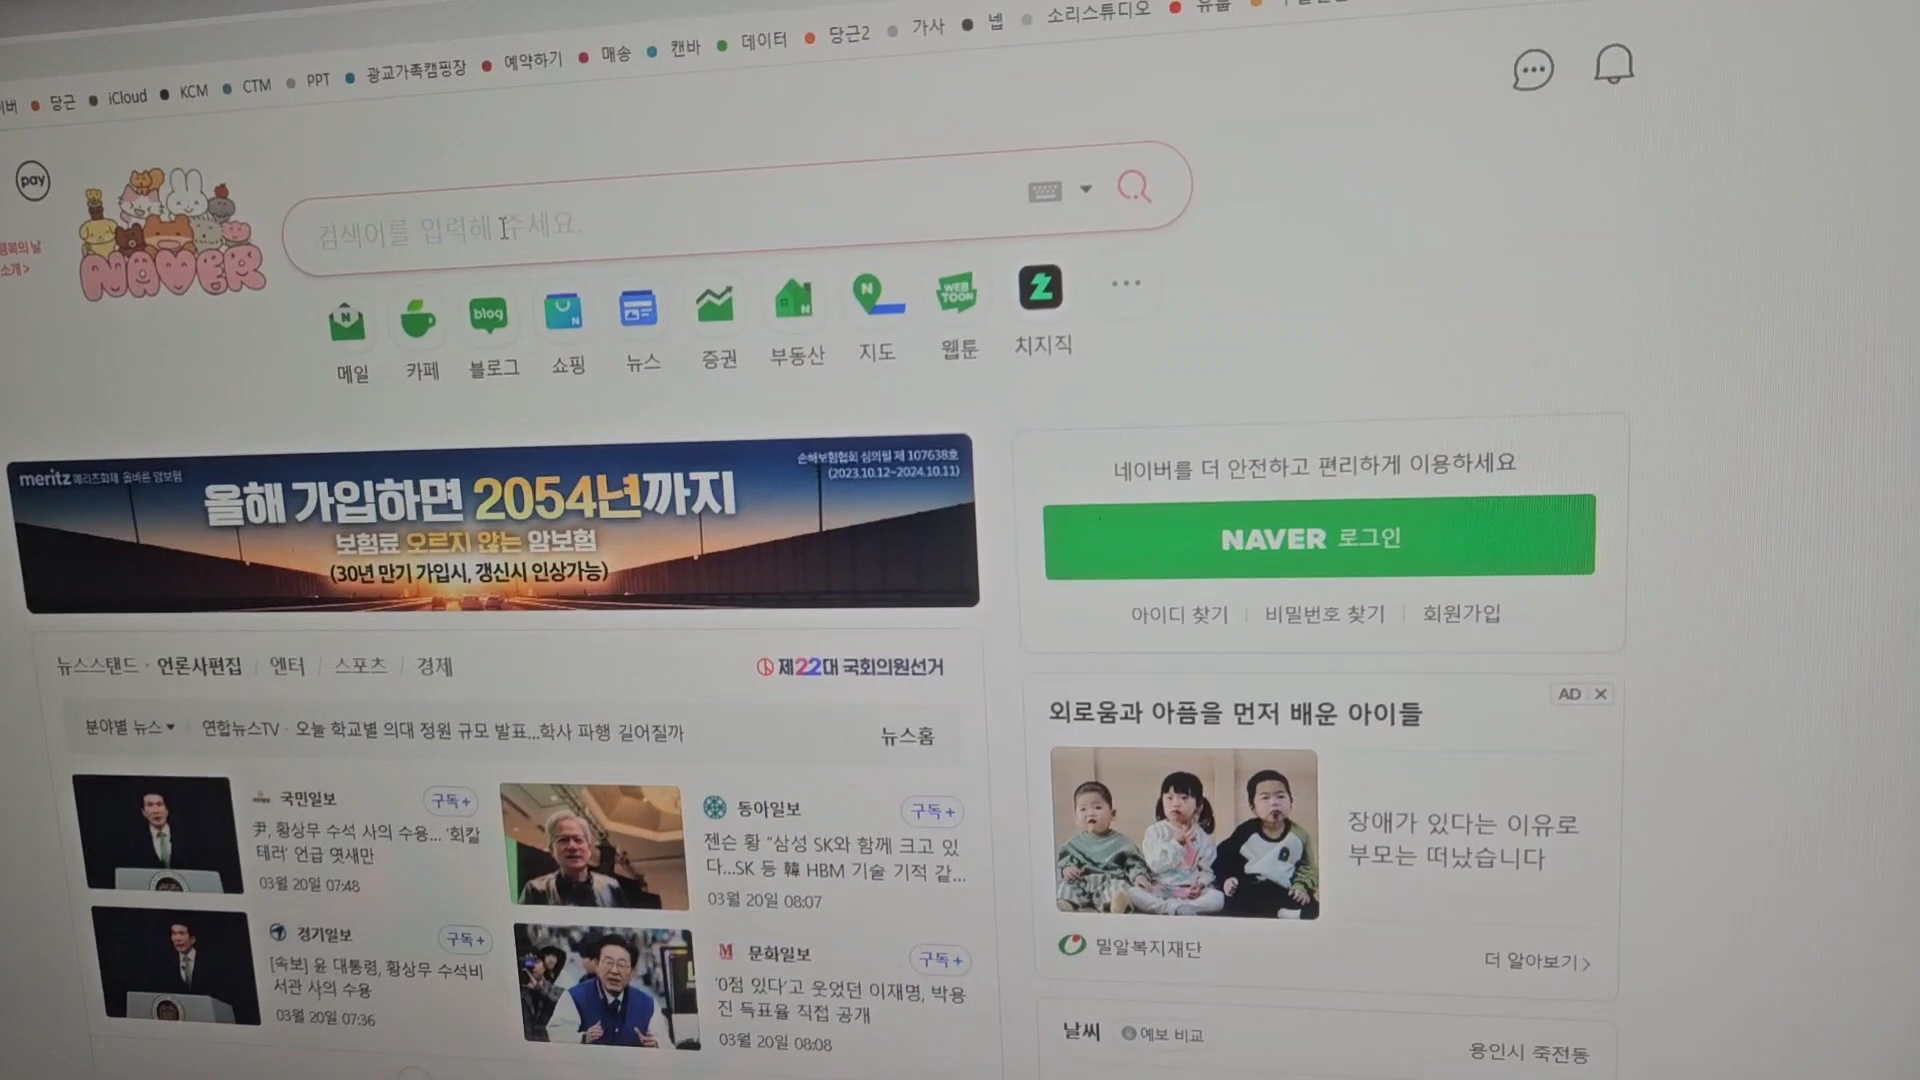 당근
iCloud
KCM
CTM
PPT
광교가족캠핑장
예약하기
매송
캔바
데이터
당근2
가사
넵
소리스튜디오
pay
소개>
NAVER
검색어를 입력해 주세요.
메일
카페
blog
블로그
쇼핑
뉴스
증권
부동산
지도
WEB
TOON
웹툰
치지직
meritz 메리츠화재 올바른 암보험
손해보험협회 심의필 제 107638호
(2023.10.12~2024.10.11)
올해 가입하면 2054년까지
보험료 오르지 않는 암보험
(30년 만기 가입시, 갱신시 인상가능)
네이버를 더 안전하고 편리하게 이용하세요
NAVER 로그인
아이디 찾기
비밀번호 찾기
회원가입
뉴스스탠드 · 언론사편집 엔터 스포츠 경제
제22대 국회의원선거
분야별 뉴스
연합뉴스TV · 오늘 학교별 의대 정원 규모 발표...학사 파행 길어질까
뉴스홈
국민일보
구독+
尹, 황상무 수석 사의 수용… ‘회칼
테러’ 언급 엿새만
03월 20일 07:48
동아일보
구독+
젠슨 황 “삼성 SK와 함께 크고 있
다…SK 등 韓 HBM 기술 기적 같...
03월 20일 08:07
경기일보
구독+
[속보] 윤 대통령, 황상무 수석비
서관 사의 수용
03월 20일 07:36
문화일보
구독+
‘0점 있다’고 웃었던 이재명, 박용
진 득표율 직접 공개
03월 20일 08:08
AD
외로움과 아픔을 먼저 배운 아이들
장애가 있다는 이유로
부모는 떠났습니다
밀알복지재단
더 알아보기>
날씨
예보 비교
용인시 죽전동